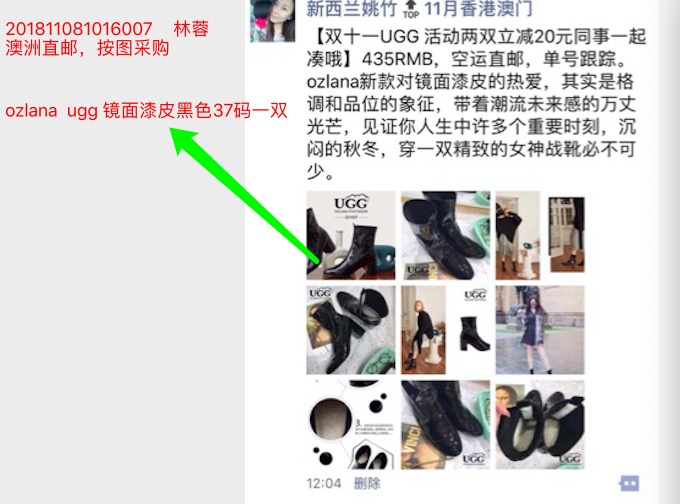 201811081016007 林蓉
澳洲直邮，按图采购
ozlana ugg 镜面漆皮黑色37码一双
新西兰姚竹 TOP 11月香港澳门
【双十一UGG 活动两双立减20元同事一起
凑哦】435RMB，空运直邮，单号跟踪。
ozlana新款对镜面漆皮的热爱，其实是格
调和品位的象征，带着潮流未来感的万丈
光芒，见证你人生中许多个重要时刻，沉
闷的秋冬，穿一双精致的女神战靴必不可
少。
UGG
UGG
UGG
UGG
3.
VINCI
UGG
UGG
12:04 删除